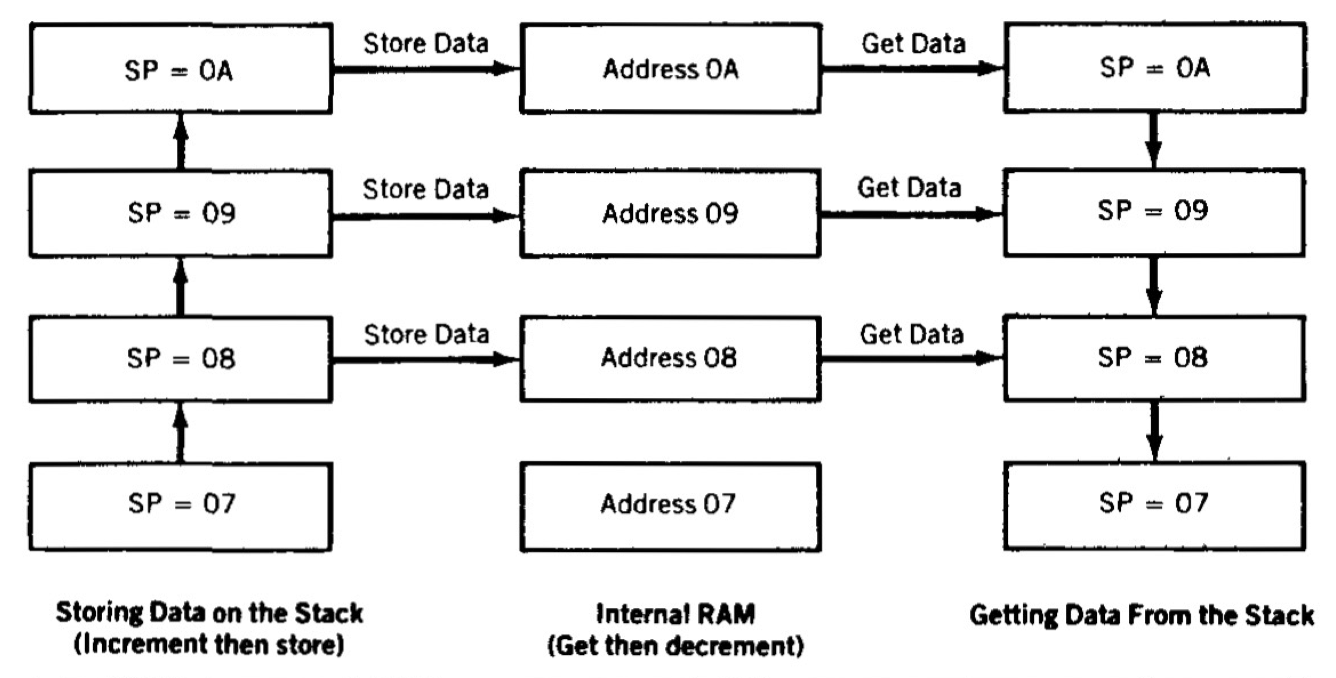 SP = 0A
Store Data
Address 0A
Get Data
SP = 0A
SP = 09
Store Data
Address 09
Get Data
SP = 09
SP = 08
Store Data
Address 08
Get Data
SP = 08
SP = 07
Address 07
SP = 07
Storing Data on the Stack
(Increment then store)
Internal RAM
(Get then decrement)
Getting Data From the Stack